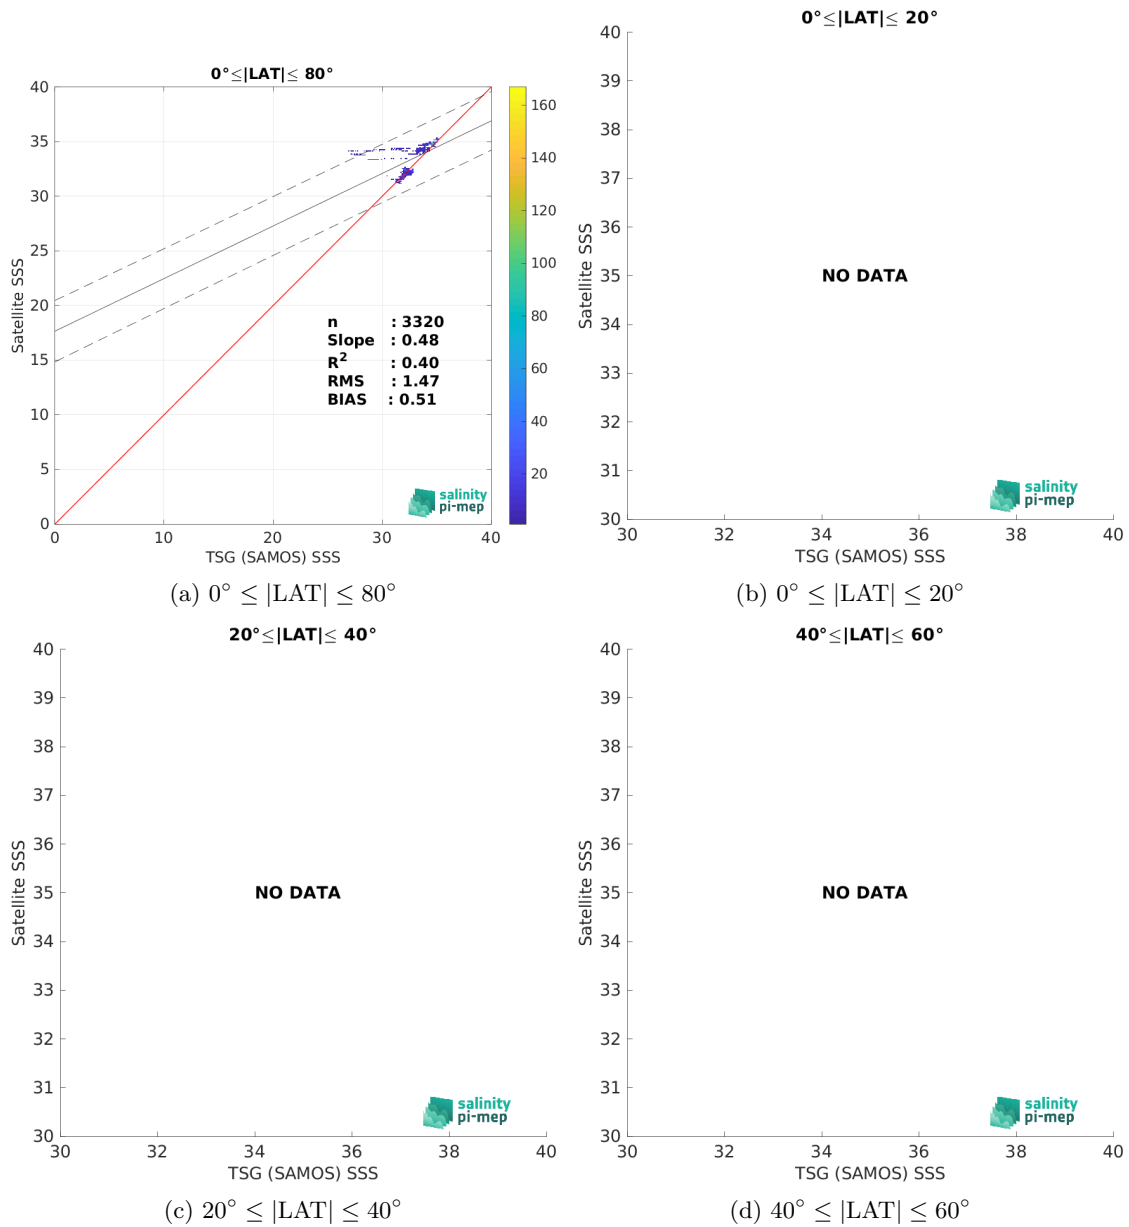 0°≤|LAT|≤ 80°
40
35
30
25
20
15
10
5
0
0
10
20
30
40
Satellite SSS
TSG (SAMOS) SSS
160
140
120
100
80
60
40
20
n : 3320
Slope : 0.48
R² : 0.40
RMS : 1.47
BIAS : 0.51
salinity
pi-mep
(a) 0° ≤ |LAT| ≤ 80°
0°≤|LAT|≤ 20°
40
39
38
37
36
35
34
33
32
31
30
30
32
34
36
38
40
Satellite SSS
NO DATA
salinity
pi-mep
TSG (SAMOS) SSS
(b) 0° ≤ |LAT| ≤ 20°
20°≤|LAT|≤ 40°
40
39
38
37
36
35
34
33
32
31
30
30
32
34
36
38
40
Satellite SSS
NO DATA
salinity
pi-mep
TSG (SAMOS) SSS
(c) 20° ≤ |LAT| ≤ 40°
40°≤|LAT|≤ 60°
40
39
38
37
36
35
34
33
32
31
30
30
32
34
36
38
40
Satellite SSS
NO DATA
salinity
pi-mep
TSG (SAMOS) SSS
(d) 40° ≤ |LAT| ≤ 60°